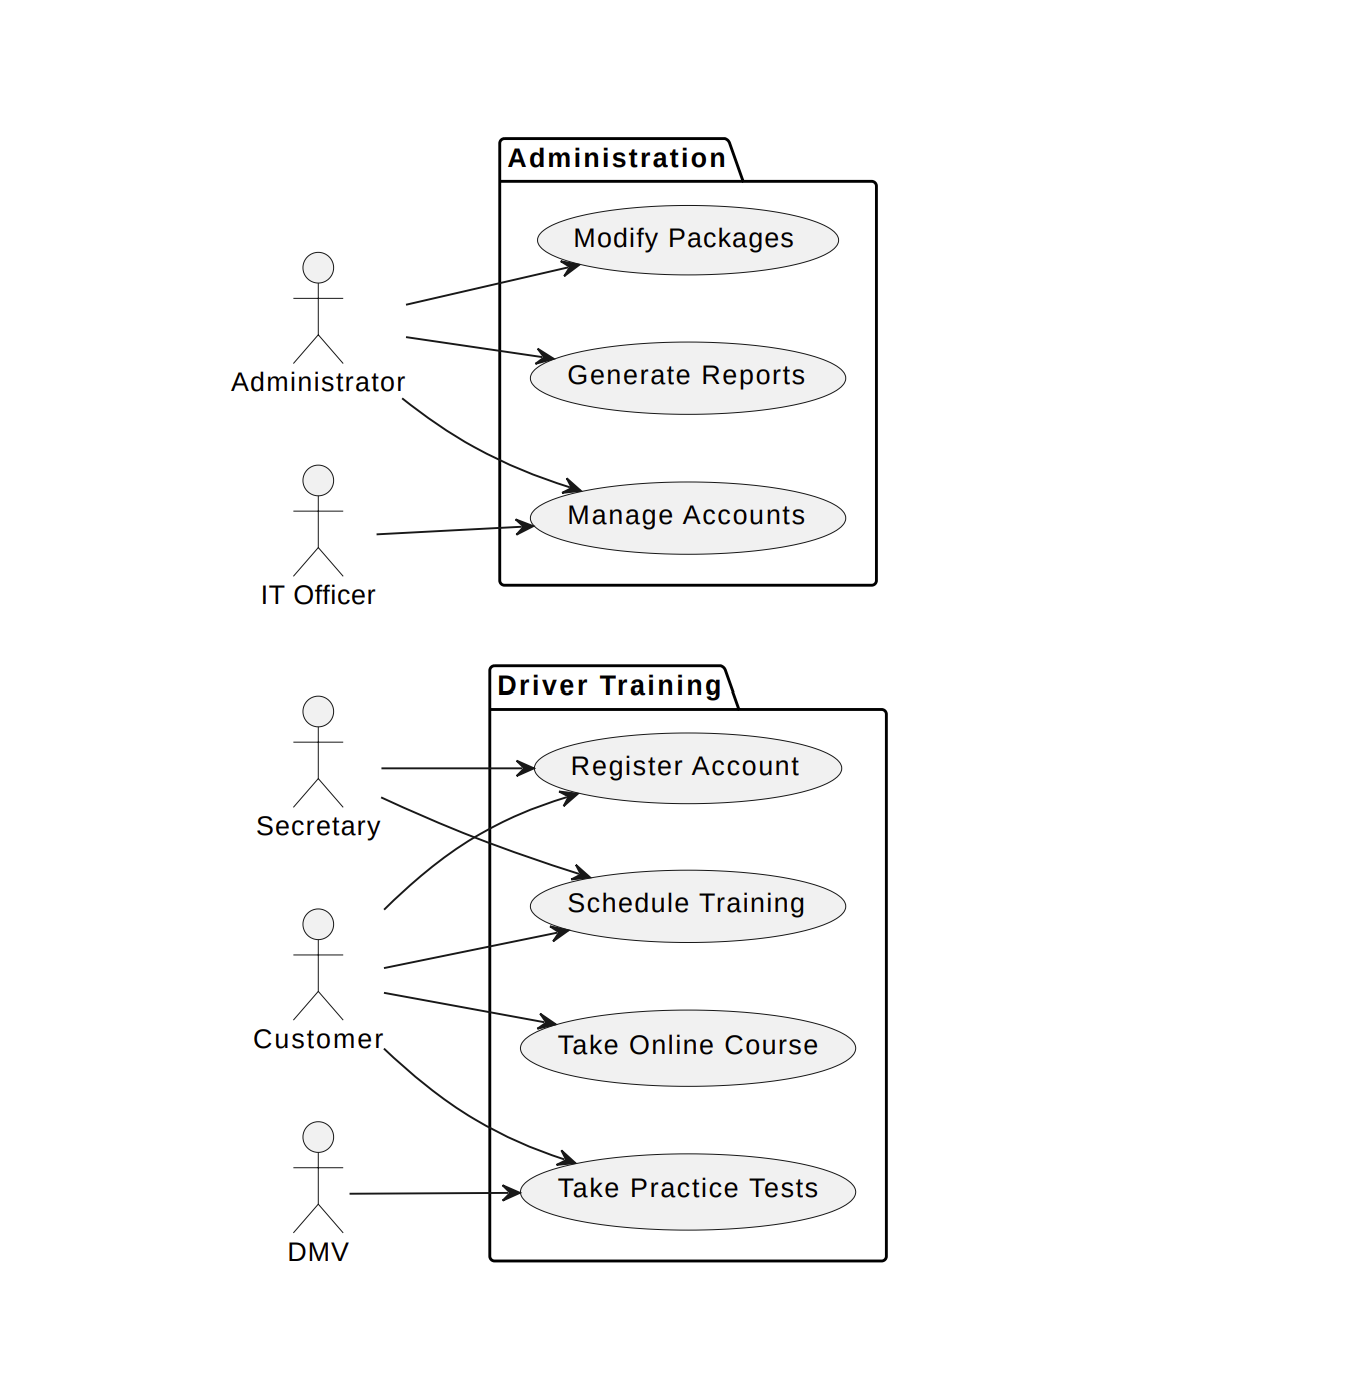 Administration
Modify Packages
Administrator
Generate Reports
Manage Accounts
IT Officer
Driver Training
Register Account
Secretary
Schedule Training
Customer
Take Online Course
Take Practice Tests
DMV